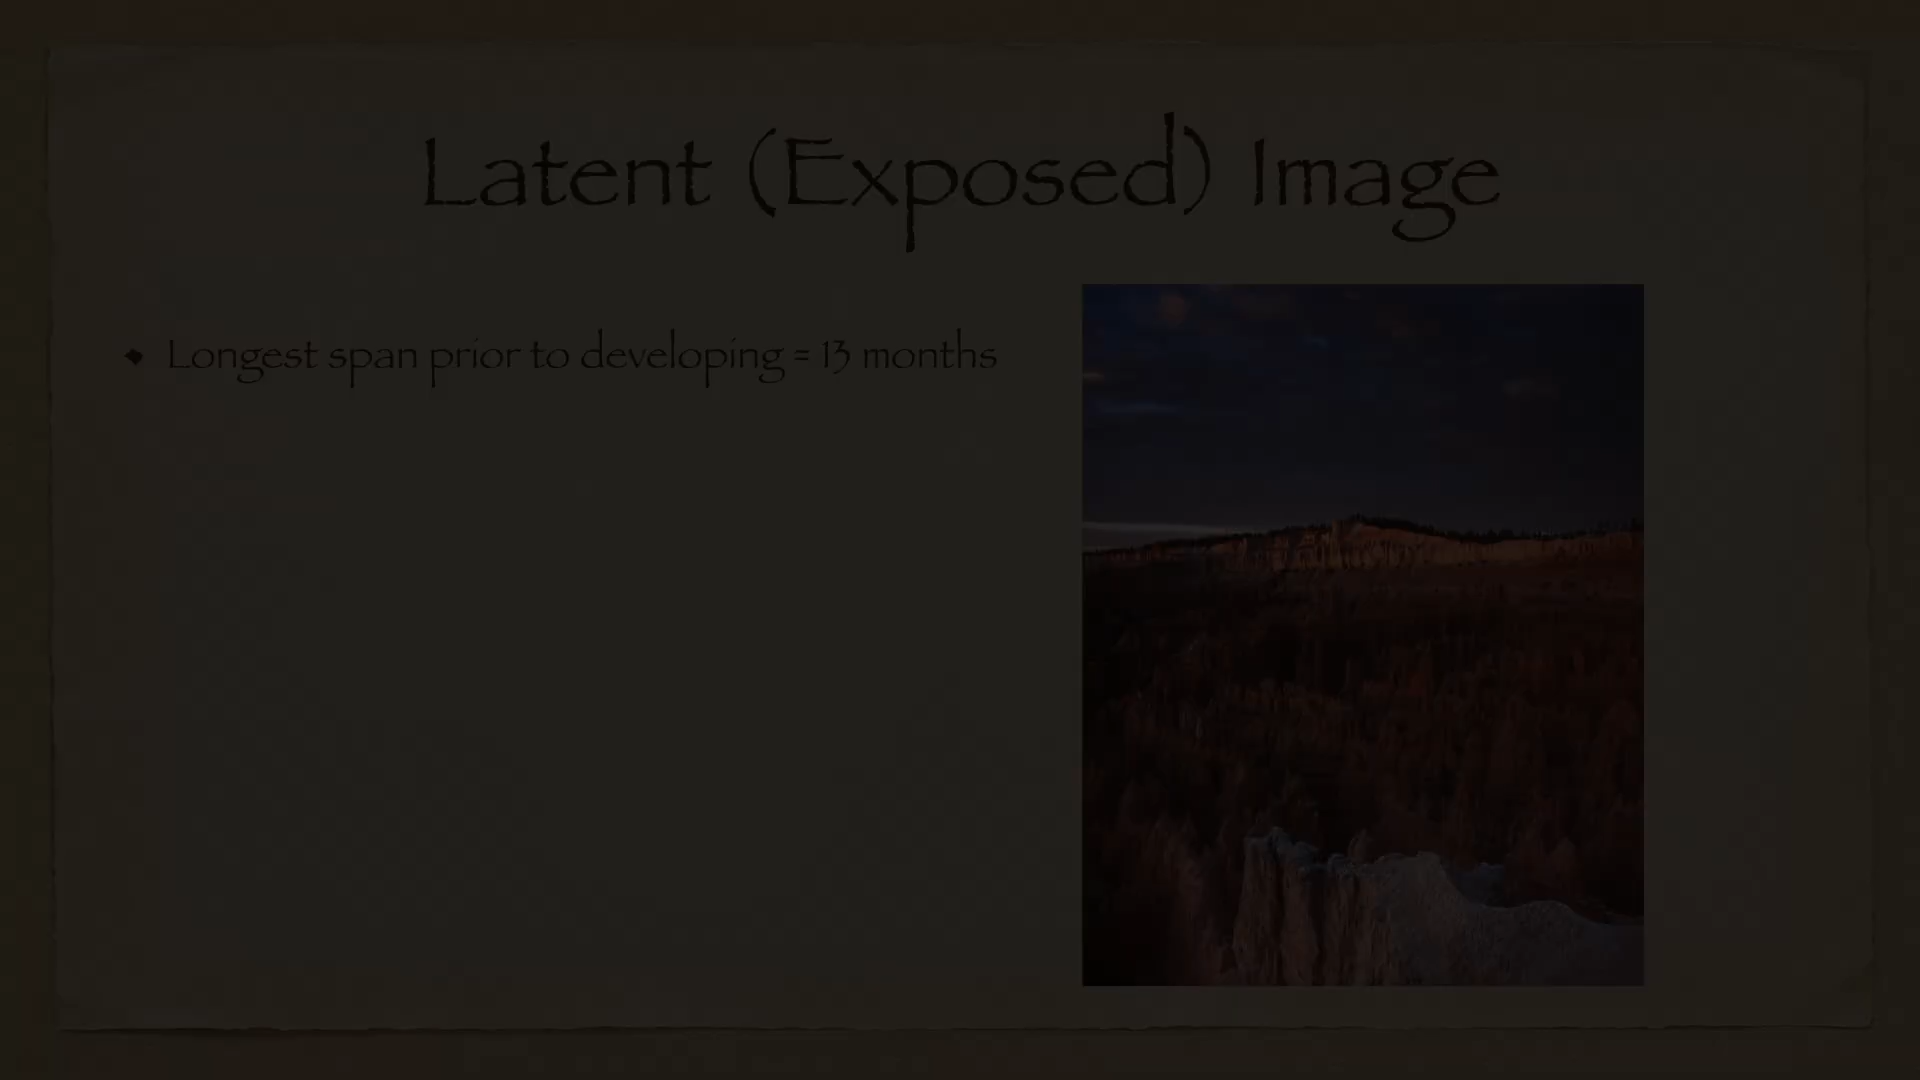 Latent (Exposed) Image
Longest span prior to developing = 13 months